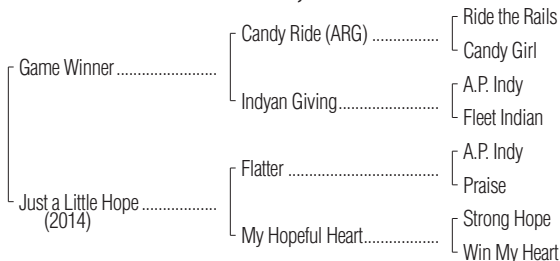 Ride the Rails
Candy Ride (ARG) ................
Candy Girl
Game Winner ........................
A.P. Indy
Indyan Giving........................
Fleet Indian
A.P. Indy
Flatter ...................................
Praise
Just a Little Hope ..................
(2014)
Strong Hope
My Hopeful Heart..................
Win My Heart